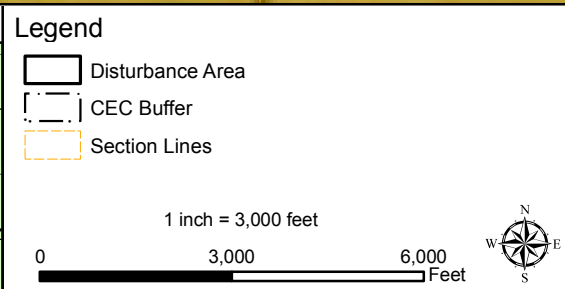 Legend
Disturbance Area
CEC Buffer
Section Lines
1 inch = 3,000 feet
0 3,000 6,000
Feet
N
W E
S